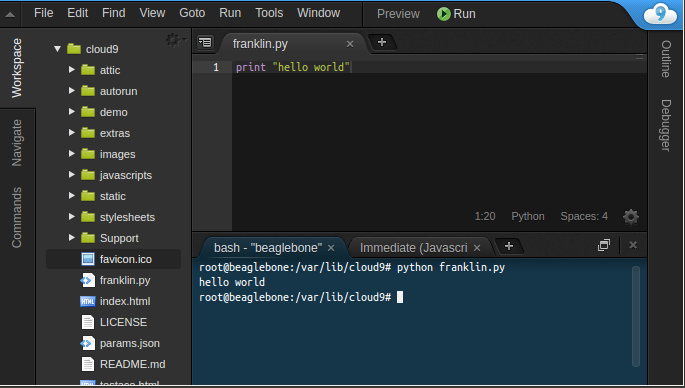 File Edit Find View Goto Run Tools Window Preview Run
9
Workspace
Navigate
Commands
cloud9
attic
autorun
demo
extras
images
javascripts
static
stylesheets
Support
favicon.ico
franklin.py
index.html
LICENSE
params.json
README.md
franklin.py
1 print "hello world"
1:20 Python Spaces: 4
bash - "beaglebone" Immediate (Javascri
root@beaglebone:/var/lib/cloud9# python franklin.py
hello world
root@beaglebone:/var/lib/cloud9#
Outline
Debugger